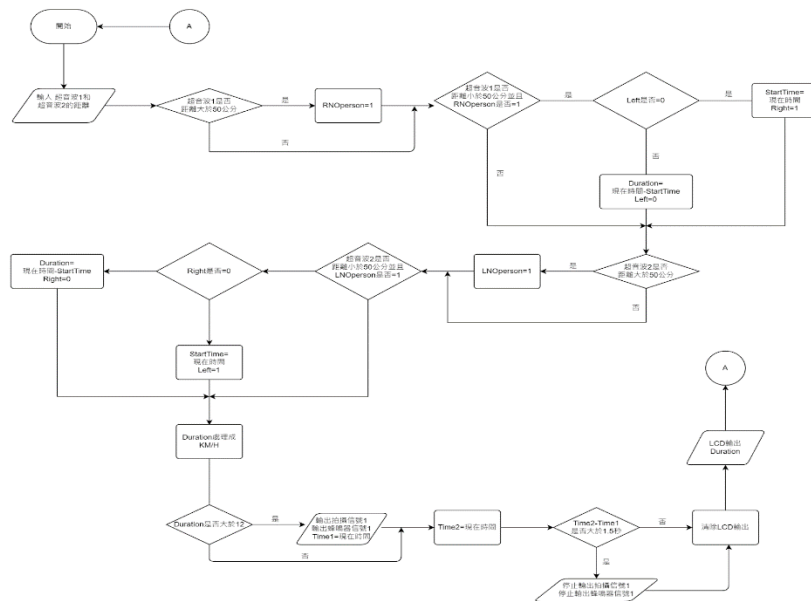 開始
A
輸入 超音波1和
超音波2的距離
超音波1是否
距離大於50公分
是
否
RNOperson=1
超音波1是否
距離小於50公分並且
RNOperson是否=1
是
否
Left是否=0
是
否
StartTime=
現在時間
Right=1
Duration=
現在時間-StartTime
Left=0
超音波2是否
距離大於50公分
是
否
LNOperson=1
超音波2是否
距離小於50公分並且
LNOperson是否=1
Right是否=0
Duration=
現在時間-StartTime
Right=0
StartTime=
現在時間
Left=1
Duration處理成
KM/H
Duration是否大於12
是
否
輸出拍攝信號1
輸出蜂鳴器信號1
Time1=現在時間
Time2=現在時間
Time2-Time1
是否大於1.5秒
否
是
停止輸出拍攝信號1
停止輸出蜂鳴器信號1
清除LCD輸出
LCD輸出
Duration
A